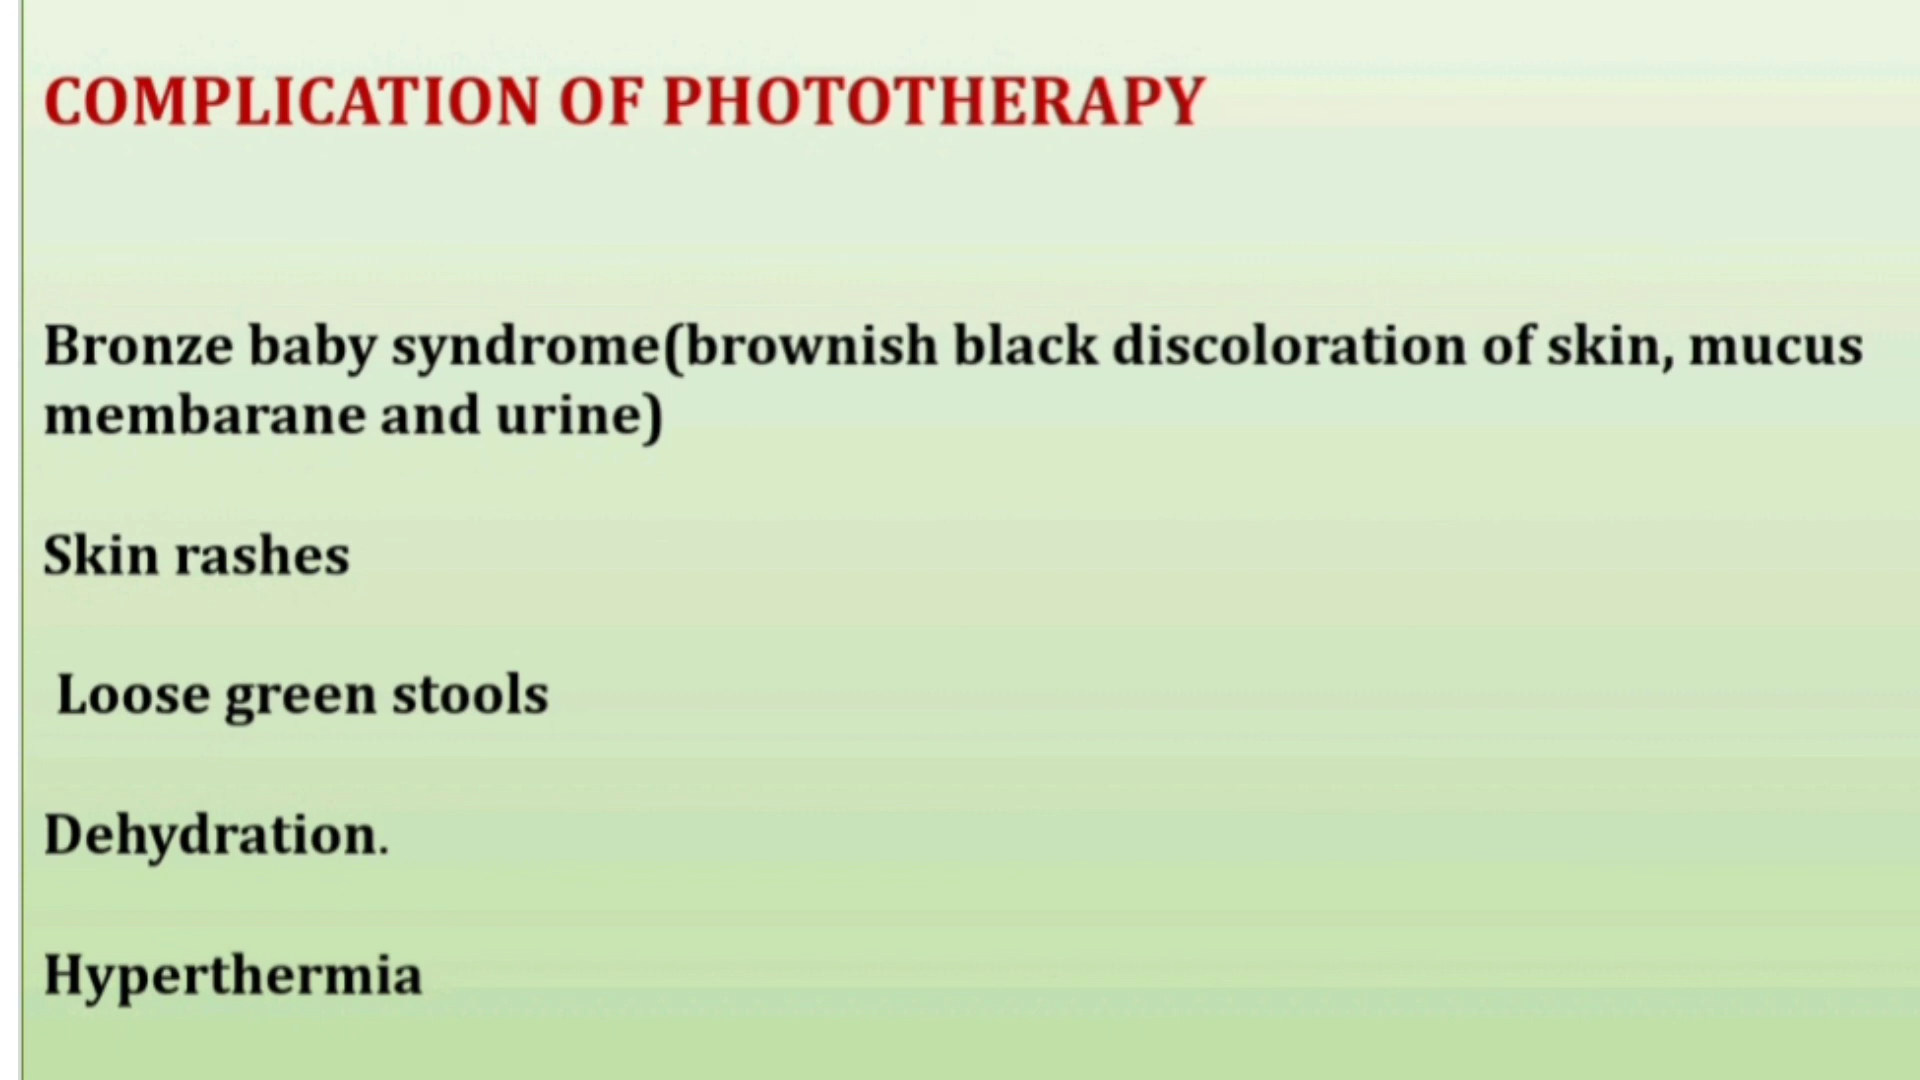 COMPLICATION OF PHOTOTHERAPY
Bronze baby syndrome(brownish black discoloration of skin, mucus
membarane and urine)
Skin rashes
Loose green stools
Dehydration.
Hyperthermia